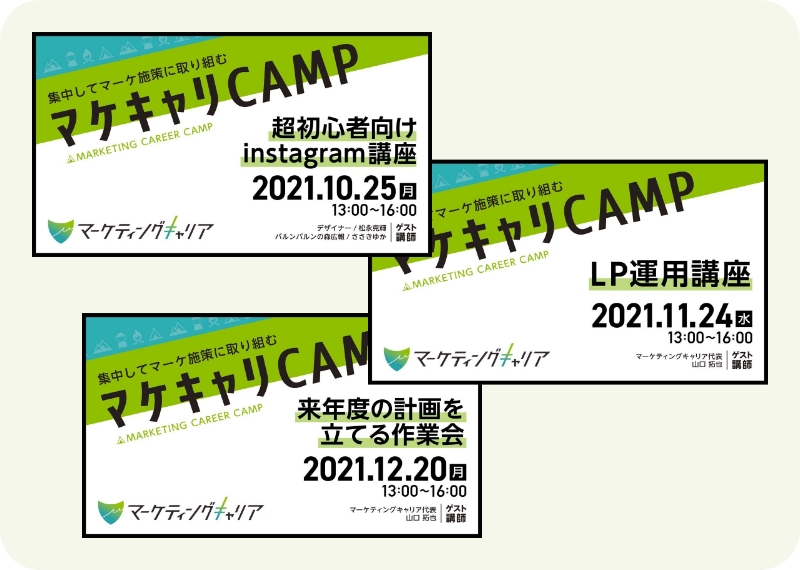 集中してマーケ施策に取り組む
マケキャリCAMP
MARKETING CAREER CAMP
超初心者向け
instagram講座
2021.10.25 月
13:00〜16:00
デザイナー / 松永亮輝
バルンバルンの森広報 / ささきゆか
ゲスト
講師
マーケティングキャリア
マーケ施策に取り組む
マケキャリCAMP
MARKETING CAREER CAMP
LP運用講座
2021.11.24 水
13:00〜16:00
マーケティングキャリア代表
山口 拓也
ゲスト
講師
マーケティングキャリア
集中してマーケ施策に取り組む
マケキャリCAMP
MARKETING CAREER CAMP
来年度の計画を
立てる作業会
2021.12.20 月
13:00〜16:00
マーケティングキャリア代表
山口 拓也
ゲスト
講師
マーケティングキャリア